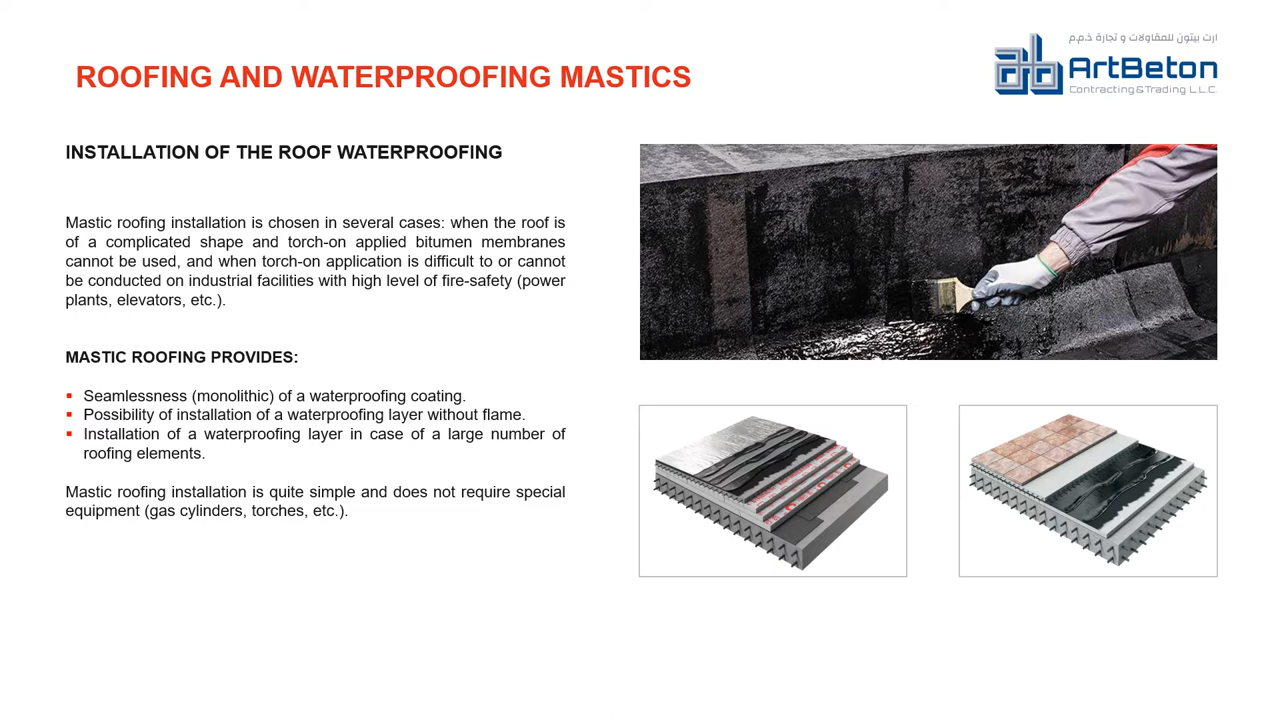 ارت بيتون للمقاولات و تجارة ذ.م.م
ArtBeton
Contracting & Trading L.L.C.
ROOFING AND WATERPROOFING MASTICS
INSTALLATION OF THE ROOF WATERPROOFING
Mastic roofing installation is chosen in several cases: when the roof is
of a complicated shape and torch-on applied bitumen membranes
cannot be used, and when torch-on application is difficult to or cannot
be conducted on industrial facilities with high level of fire-safety (power
plants, elevators, etc.).
MASTIC ROOFING PROVIDES:
▪ Seamlessness (monolithic) of a waterproofing coating.
▪ Possibility of installation of a waterproofing layer without flame.
▪ Installation of a waterproofing layer in case of a large number of
roofing elements.
Mastic roofing installation is quite simple and does not require special
equipment (gas cylinders, torches, etc.).